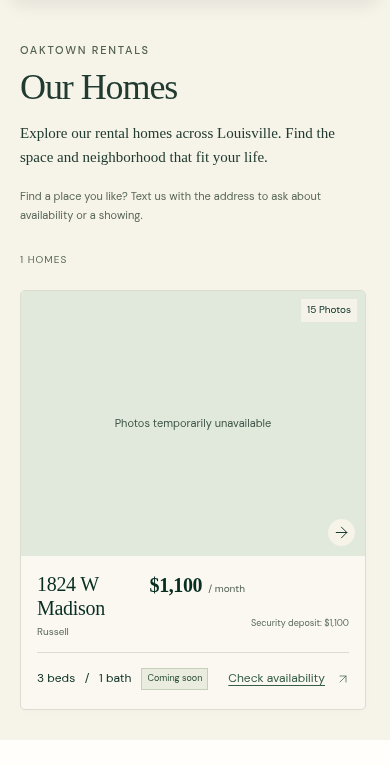 OAKTOWN RENTALS
Our Homes
Explore our rental homes across Louisville. Find the
space and neighborhood that fit your life.
Find a place you like? Text us with the address to ask about
availability or a showing.
1 HOMES
15 Photos
Photos temporarily unavailable
1824 W
Madison
$1,100 / month
Russell
Security deposit: $1,100
3 beds / 1 bath Coming soon Check availability